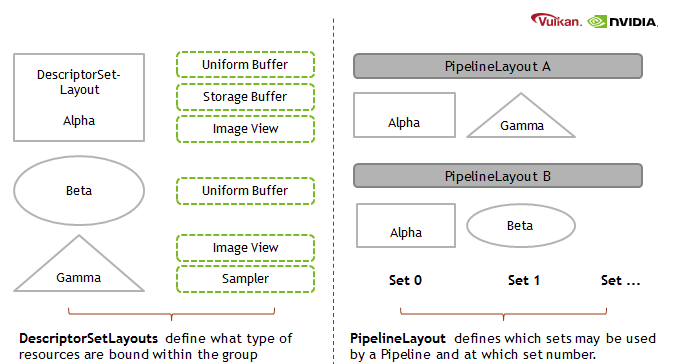 Vulkan. NVIDIA.
DescriptorSet-
Layout
Alpha
Uniform Buffer
Storage Buffer
Image View
Beta
Uniform Buffer
Gamma
Image View
Sampler
DescriptorSetLayouts define what type of
resources are bound within the group
PipelineLayout A
Alpha
Gamma
PipelineLayout B
Alpha
Beta
Set 0 Set 1 Set ...
PipelineLayout defines which sets may be used
by a Pipeline and at which set number.